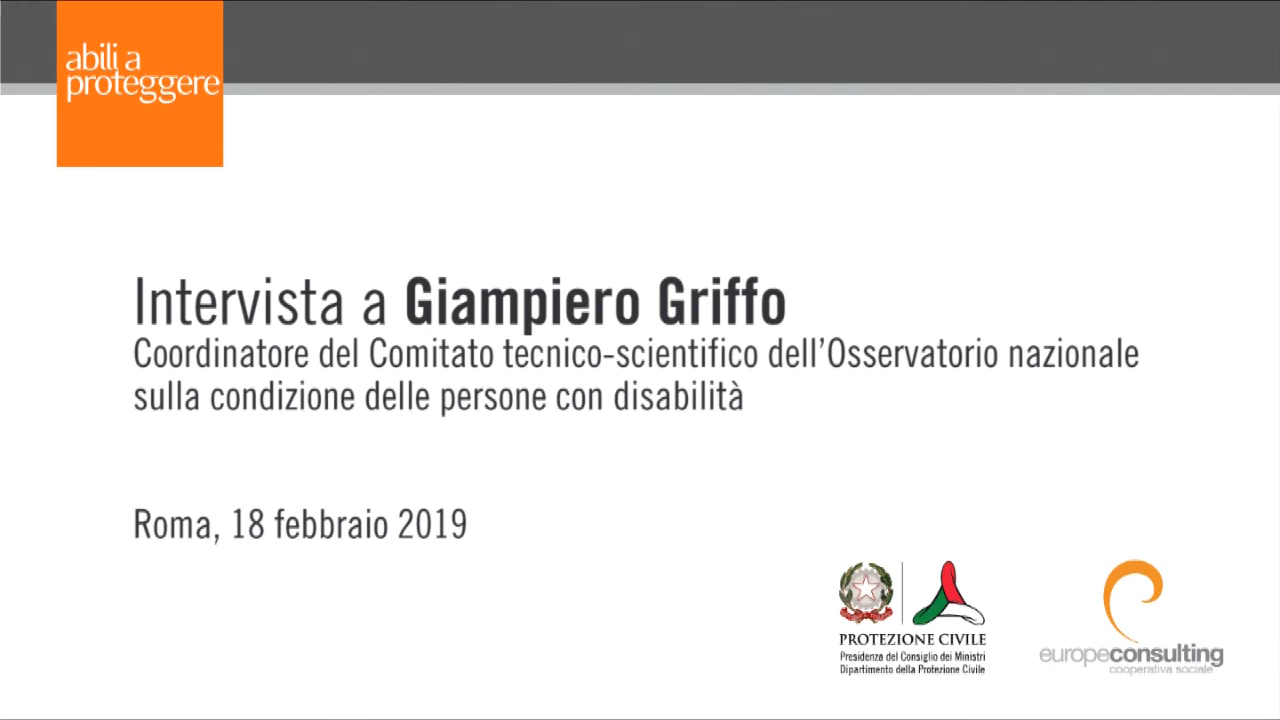 abili a
proteggere
Intervista a Giampiero Griffo
Coordinatore del Comitato tecnico-scientifico dell'Osservatorio nazionale
sulla condizione delle persone con disabilità
Roma, 18 febbraio 2019
PROTEZIONE CIVILE
Presidenza del Consiglio dei Ministri
Dipartimento della Protezione Civile
europeconsulting
cooperativa sociale